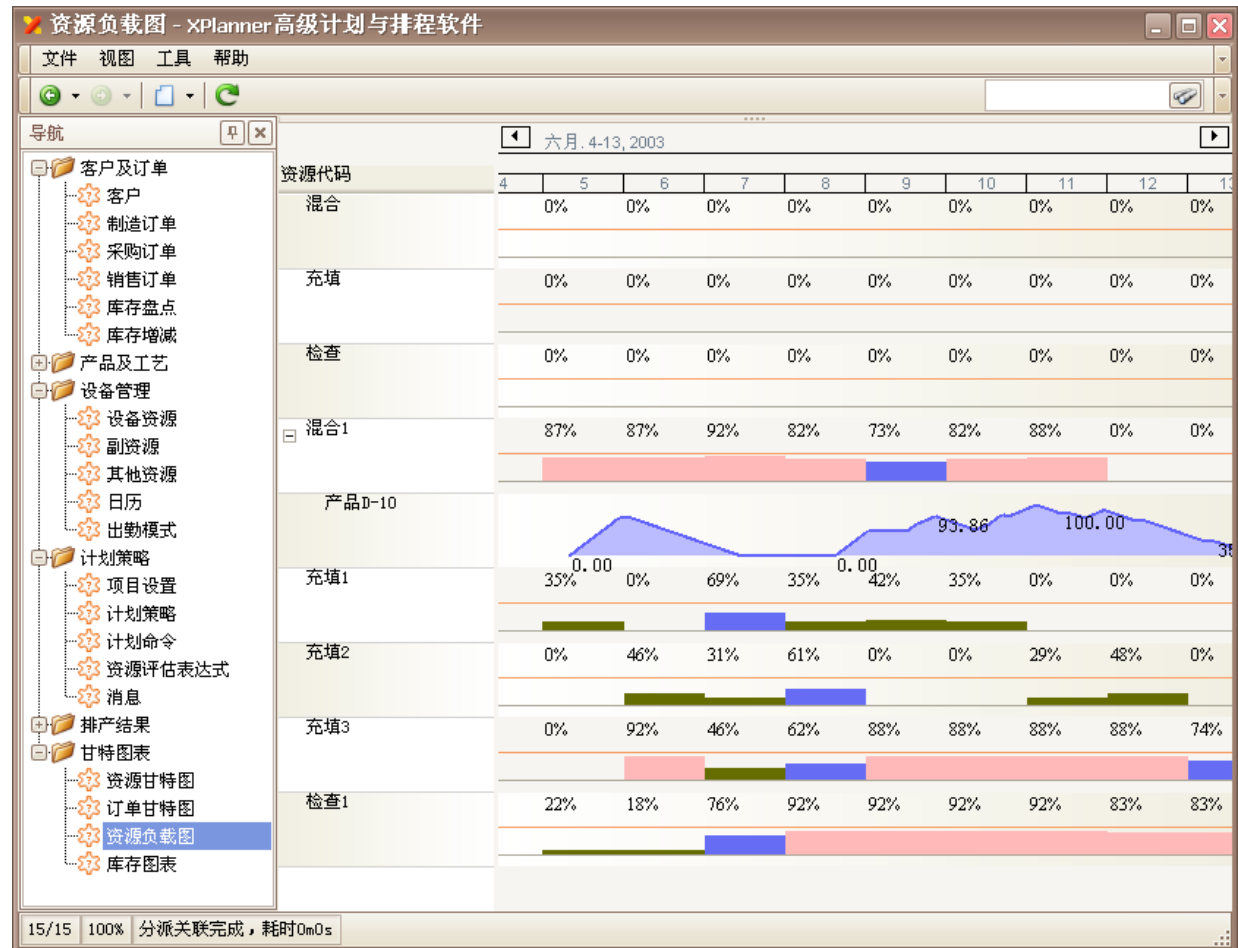 资源负载图 - XPlanner高级计划与排程软件
文件 视图 工具 帮助
导航
客户及订单
客户
制造订单
采购订单
销售订单
库存盘点
库存增减
产品及工艺
设备管理
设备资源
副资源
其他资源
日历
出勤模式
计划策略
项目设置
计划策略
计划命令
资源评估表达式
消息
排产结果
甘特图表
资源甘特图
订单甘特图
资源负载图
库存图表
六月. 4-13, 2003
资源代码
4 5 6 7 8 9 10 11 12 13
混合 0% 0% 0% 0% 0% 0% 0% 0% 0%
充填 0% 0% 0% 0% 0% 0% 0% 0% 0%
检查 0% 0% 0% 0% 0% 0% 0% 0% 0%
混合1 87% 87% 92% 82% 73% 82% 88% 0% 0%
产品D-10
93.86 100.00
0.00 0.00
充填1 35% 0% 69% 35% 42% 35% 0% 0% 0%
充填2 0% 46% 31% 61% 0% 0% 29% 48% 0%
充填3 0% 92% 46% 62% 88% 88% 88% 88% 74%
检查1 22% 18% 76% 92% 92% 92% 92% 83% 83%
15/15 100% 分派关联完成，耗时0m0s